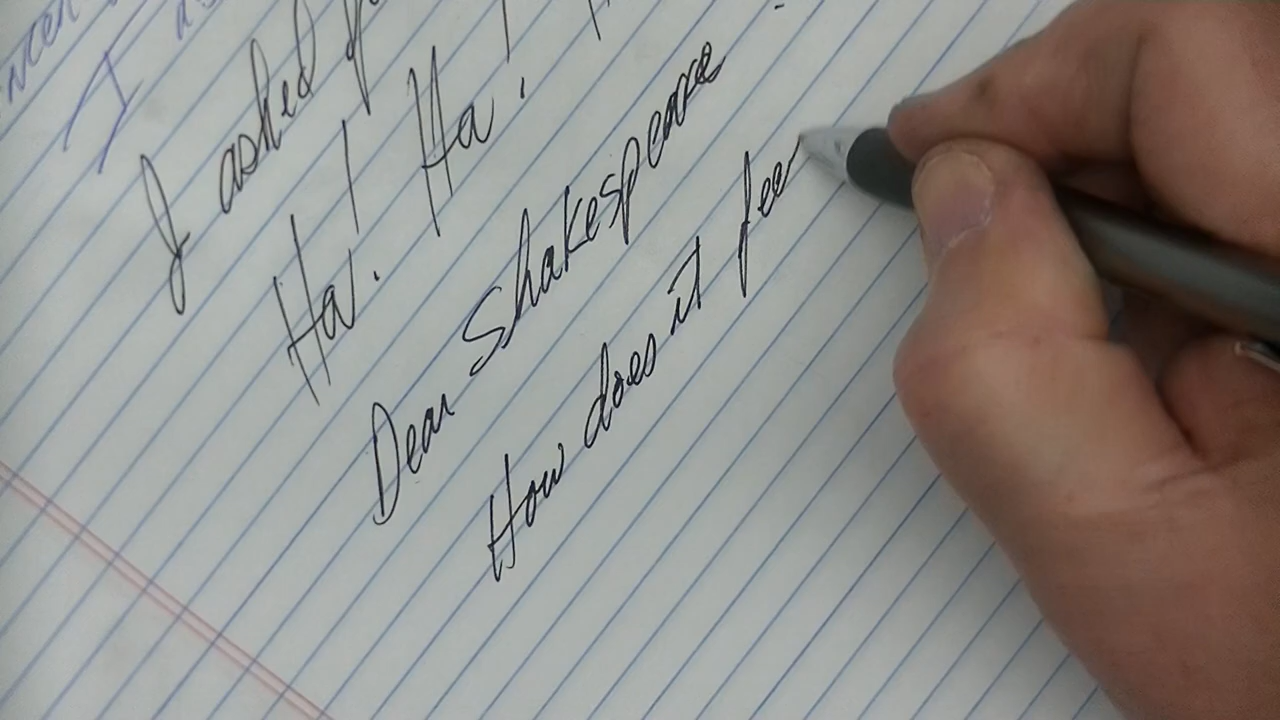 I
I asked
Ha! Ha!
Dear Shakespeare
How does it fee